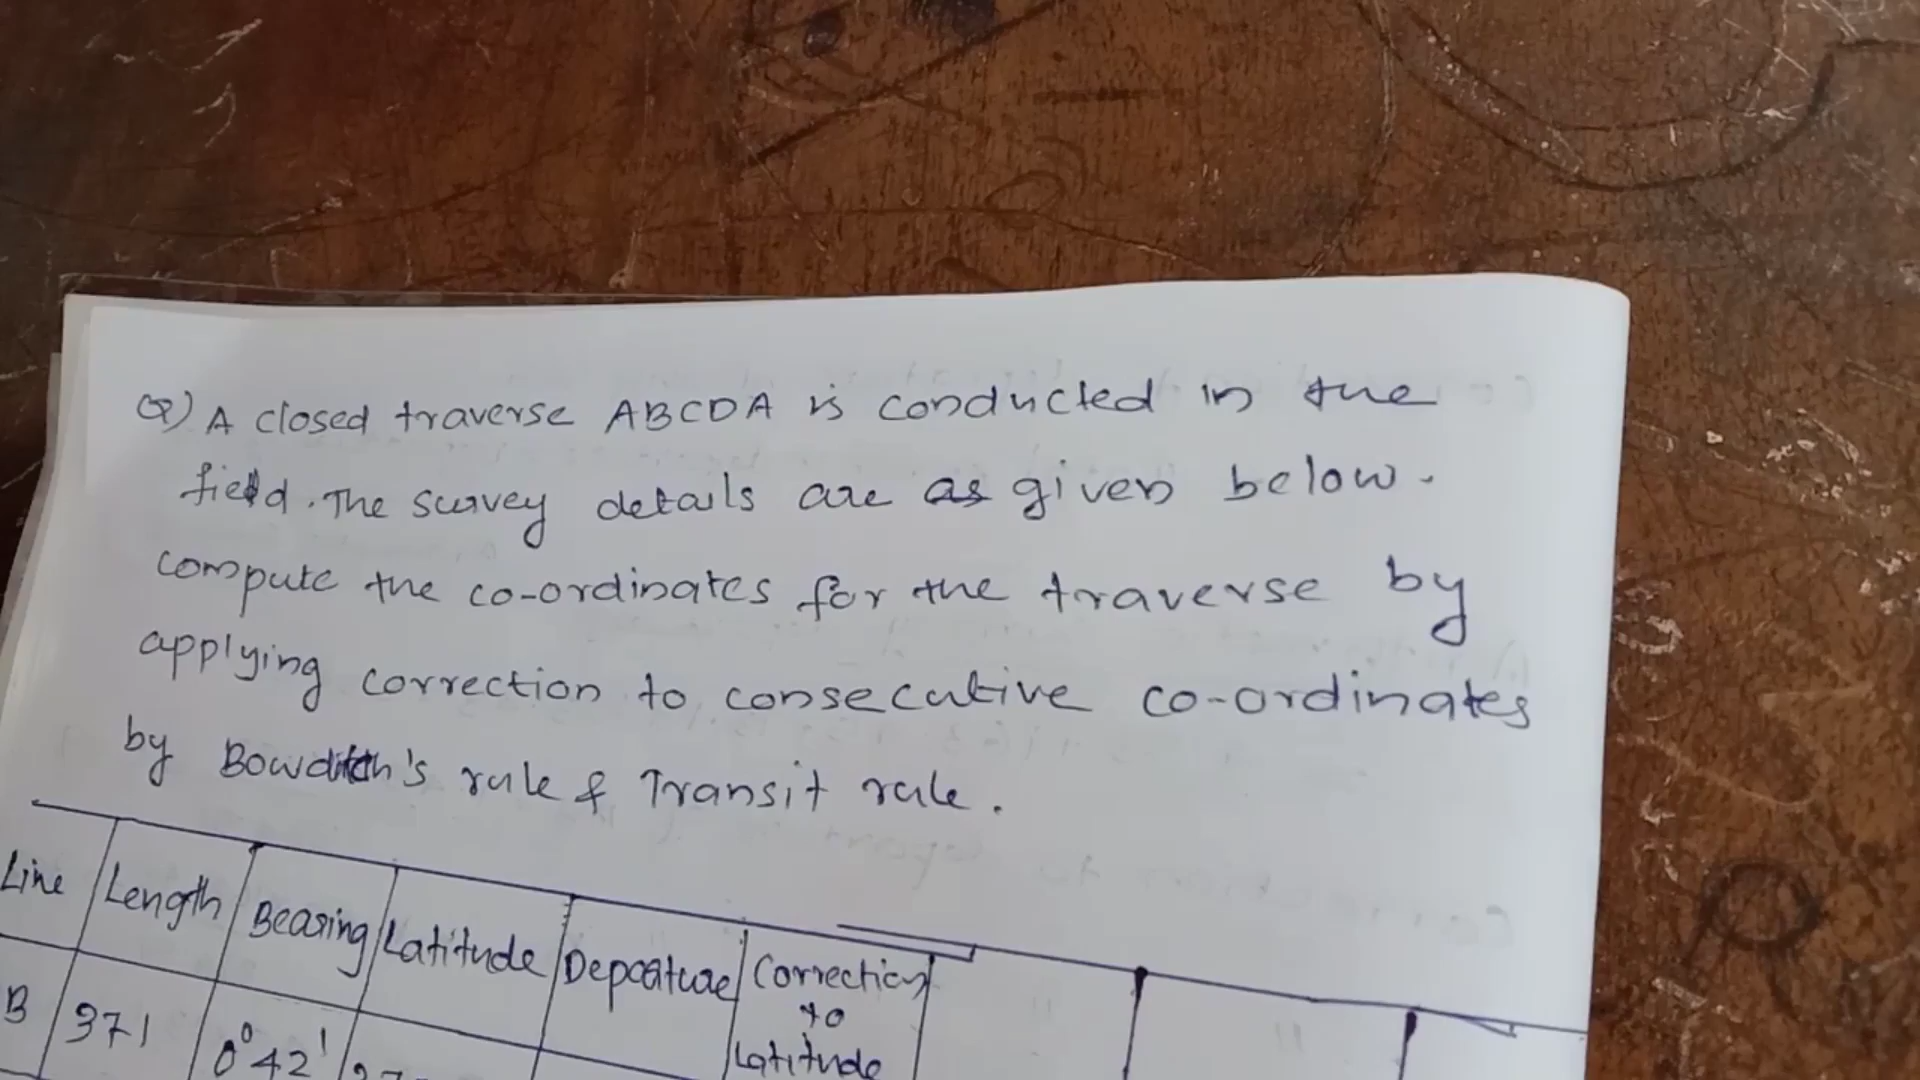 Q) A closed traverse ABCDA is conducted in the
field. The survey details are as given below.
compute the co-ordinates for the traverse by
applying correction to consecutive co-ordinates
by Bowditch's rule & Transit rule.
Line Length Bearing Latitude Deparature Correction to Latitude
B 371 0°42'